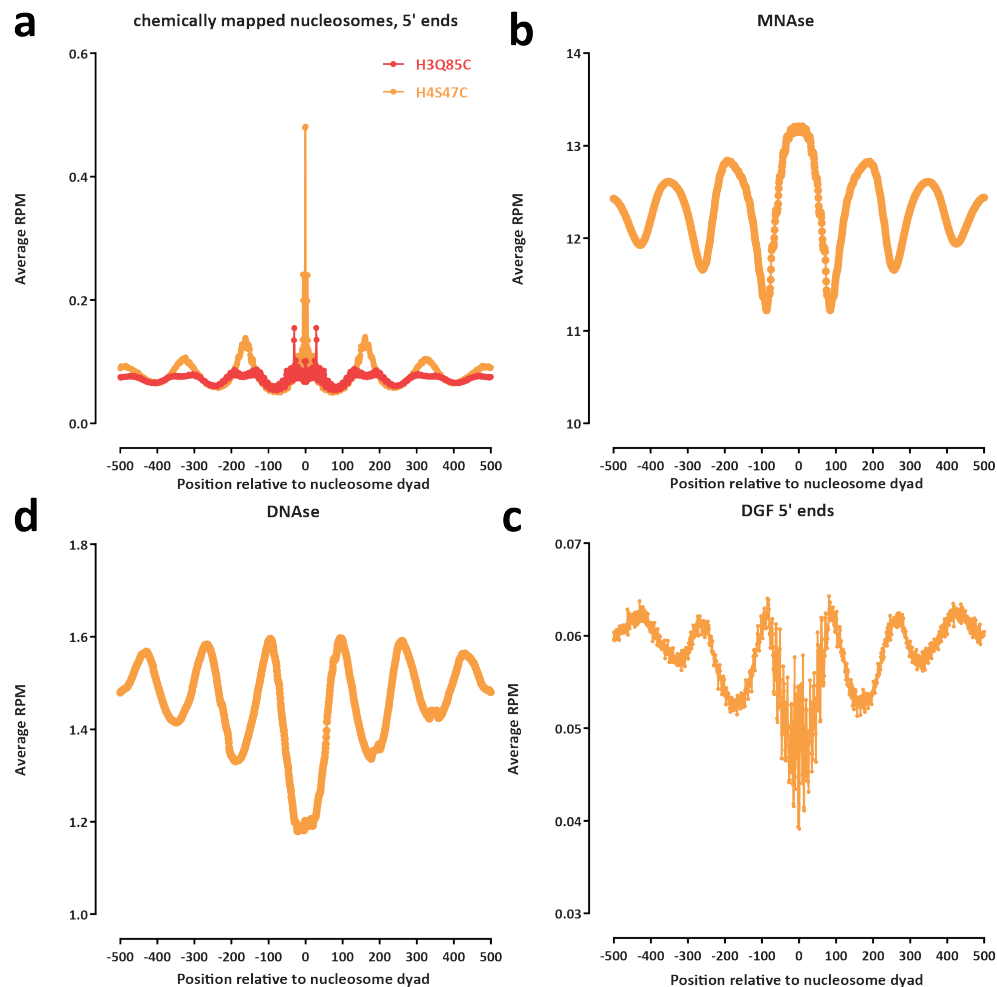 a
chemically mapped nucleosomes, 5' ends
H3Q85C
H4S47C
Average RPM
0.6
0.4
0.2
0.0
-500 -400 -300 -200 -100 0 100 200 300 400 500
Position relative to nucleosome dyad
b
MNAse
Average RPM
14
13
12
11
10
-500 -400 -300 -200 -100 0 100 200 300 400 500
Position relative to nucleosome dyad
d
DNAse
Average RPM
1.8
1.6
1.4
1.2
1.0
-500 -400 -300 -200 -100 0 100 200 300 400 500
Position relative to nucleosome dyad
c
DGF 5' ends
Average RPM
0.07
0.06
0.05
0.04
0.03
-500 -400 -300 -200 -100 0 100 200 300 400 500
Position relative to nucleosome dyad